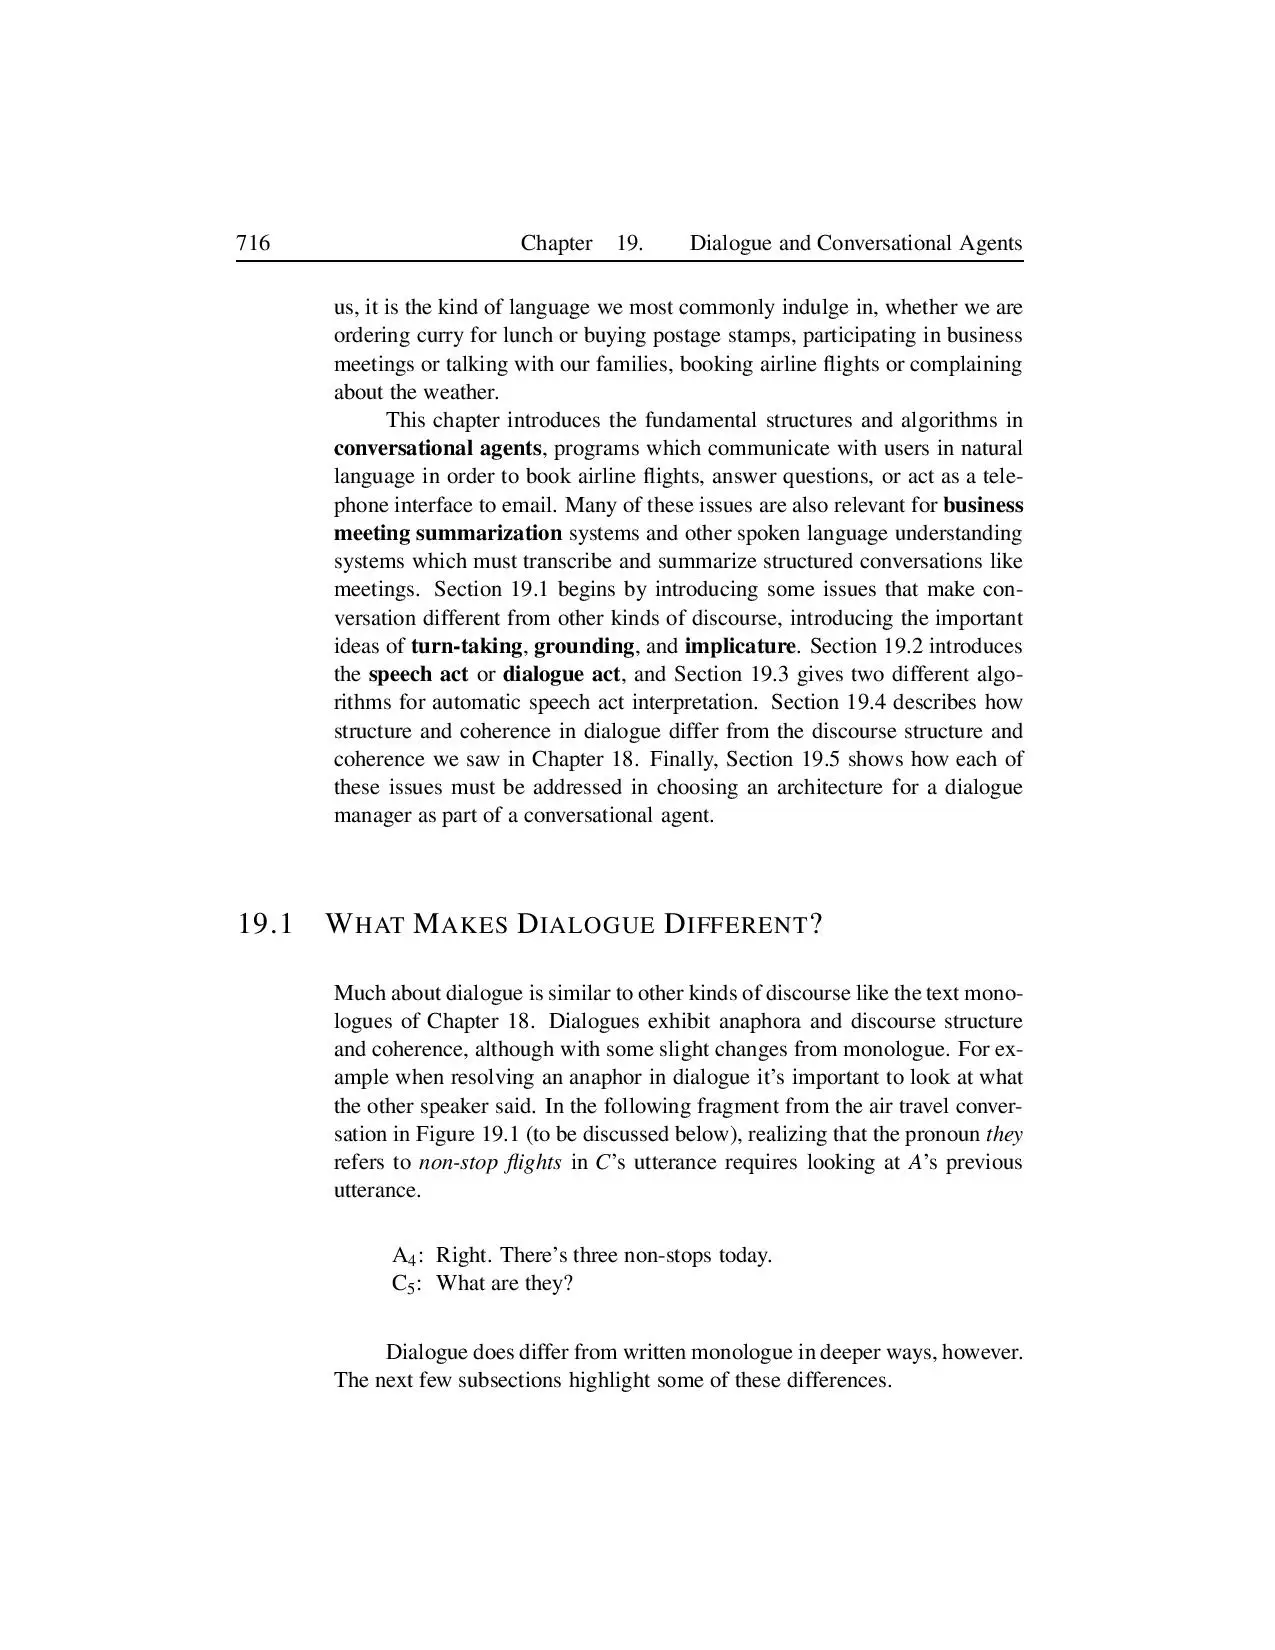 716 Chapter 19. Dialogue and Conversational Agents
us, it is the kind of language we most commonly indulge in, whether we are
ordering curry for lunch or buying postage stamps, participating in business
meetings or talking with our families, booking airline flights or complaining
about the weather.
This chapter introduces the fundamental structures and algorithms in
conversational agents, programs which communicate with users in natural
language in order to book airline flights, answer questions, or act as a tele-
phone interface to email. Many of these issues are also relevant for business
meeting summarization systems and other spoken language understanding
systems which must transcribe and summarize structured conversations like
meetings. Section 19.1 begins by introducing some issues that make con-
versation different from other kinds of discourse, introducing the important
ideas of turn-taking, grounding, and implicature. Section 19.2 introduces
the speech act or dialogue act, and Section 19.3 gives two different algo-
rithms for automatic speech act interpretation. Section 19.4 describes how
structure and coherence in dialogue differ from the discourse structure and
coherence we saw in Chapter 18. Finally, Section 19.5 shows how each of
these issues must be addressed in choosing an architecture for a dialogue
manager as part of a conversational agent.
19.1 WHAT MAKES DIALOGUE DIFFERENT?
Much about dialogue is similar to other kinds of discourse like the text mono-
logues of Chapter 18. Dialogues exhibit anaphora and discourse structure
and coherence, although with some slight changes from monologue. For ex-
ample when resolving an anaphor in dialogue it's important to look at what
the other speaker said. In the following fragment from the air travel conver-
sation in Figure 19.1 (to be discussed below), realizing that the pronoun they
refers to non-stop flights in C's utterance requires looking at A's previous
utterance.
A4: Right. There's three non-stops today.
C5: What are they?
Dialogue does differ from written monologue in deeper ways, however.
The next few subsections highlight some of these differences.